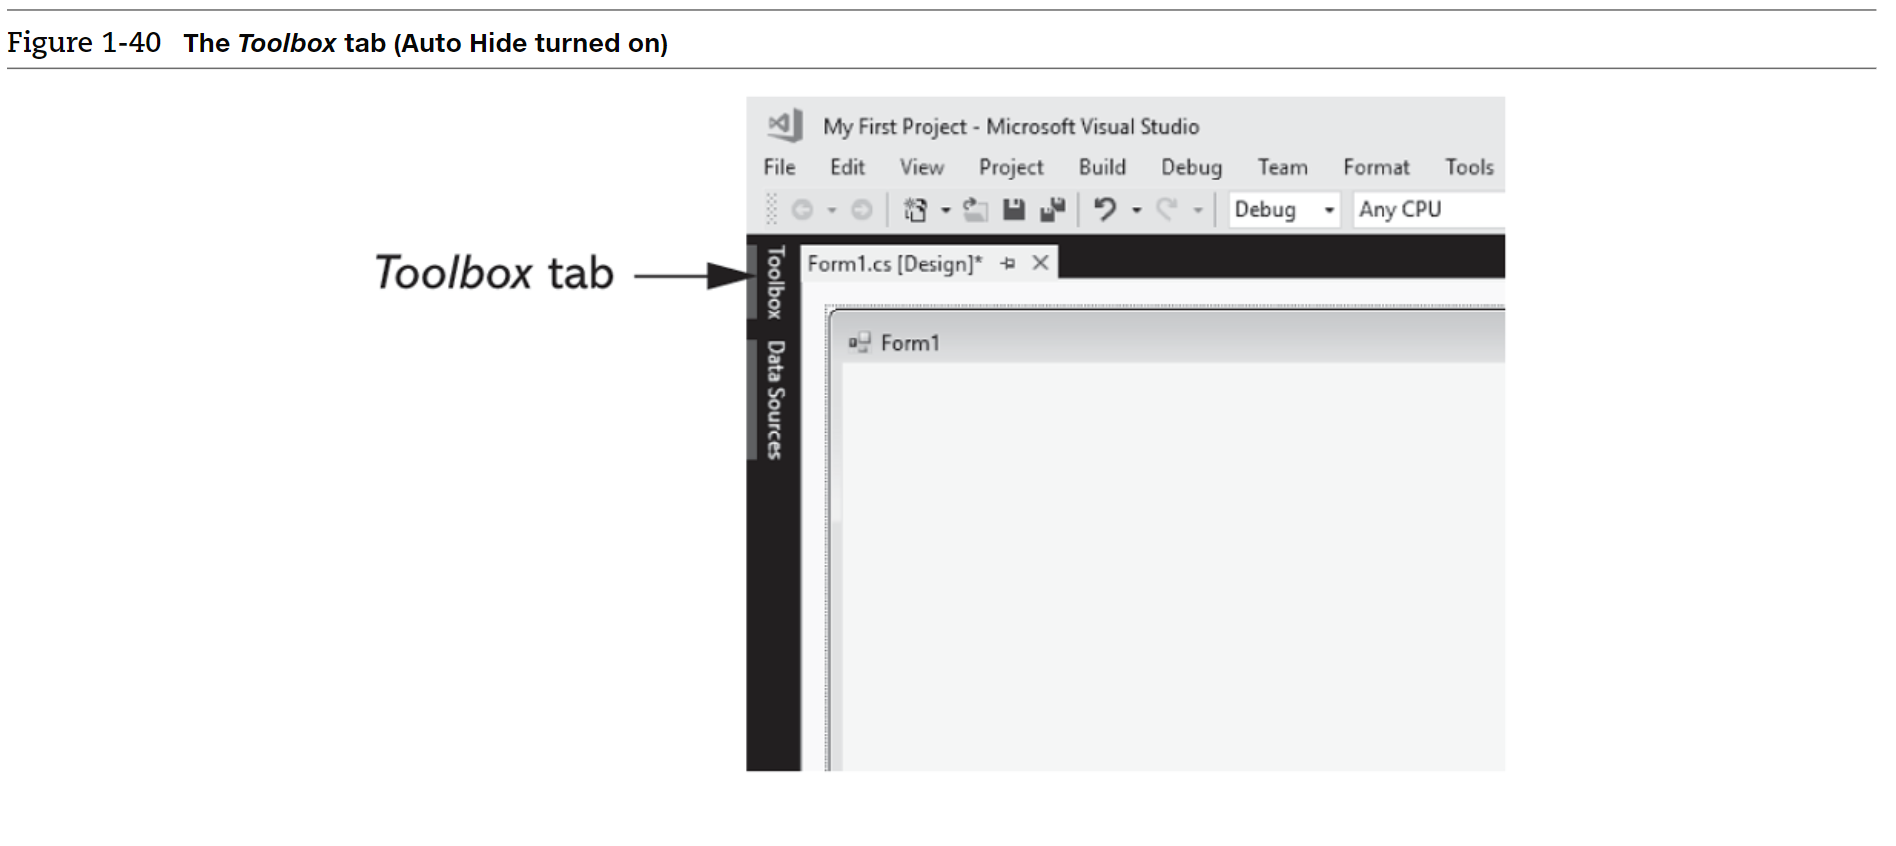 Figure 1-40 The Toolbox tab (Auto Hide turned on)
My First Project - Microsoft Visual Studio
File Edit View Project Build Debug Team Format Tools
Debug Any CPU
Toolbox tab
Toolbox
Form1.cs [Design]*
Form1
Data Sources